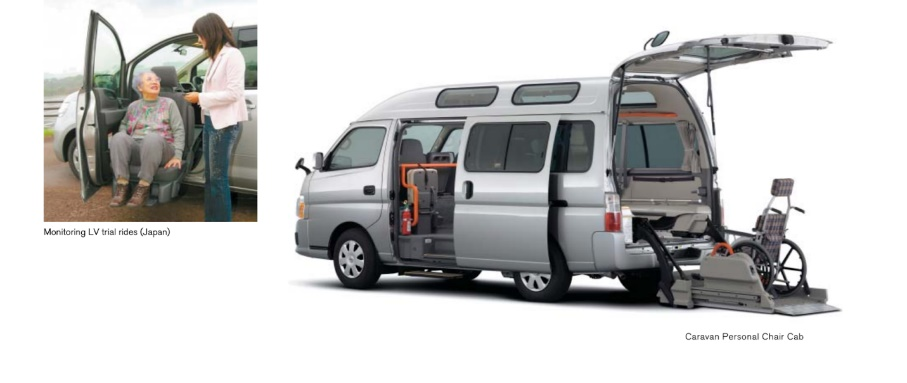 Monitoring LV trial rides (Japan)
Caravan Personal Chair Cab